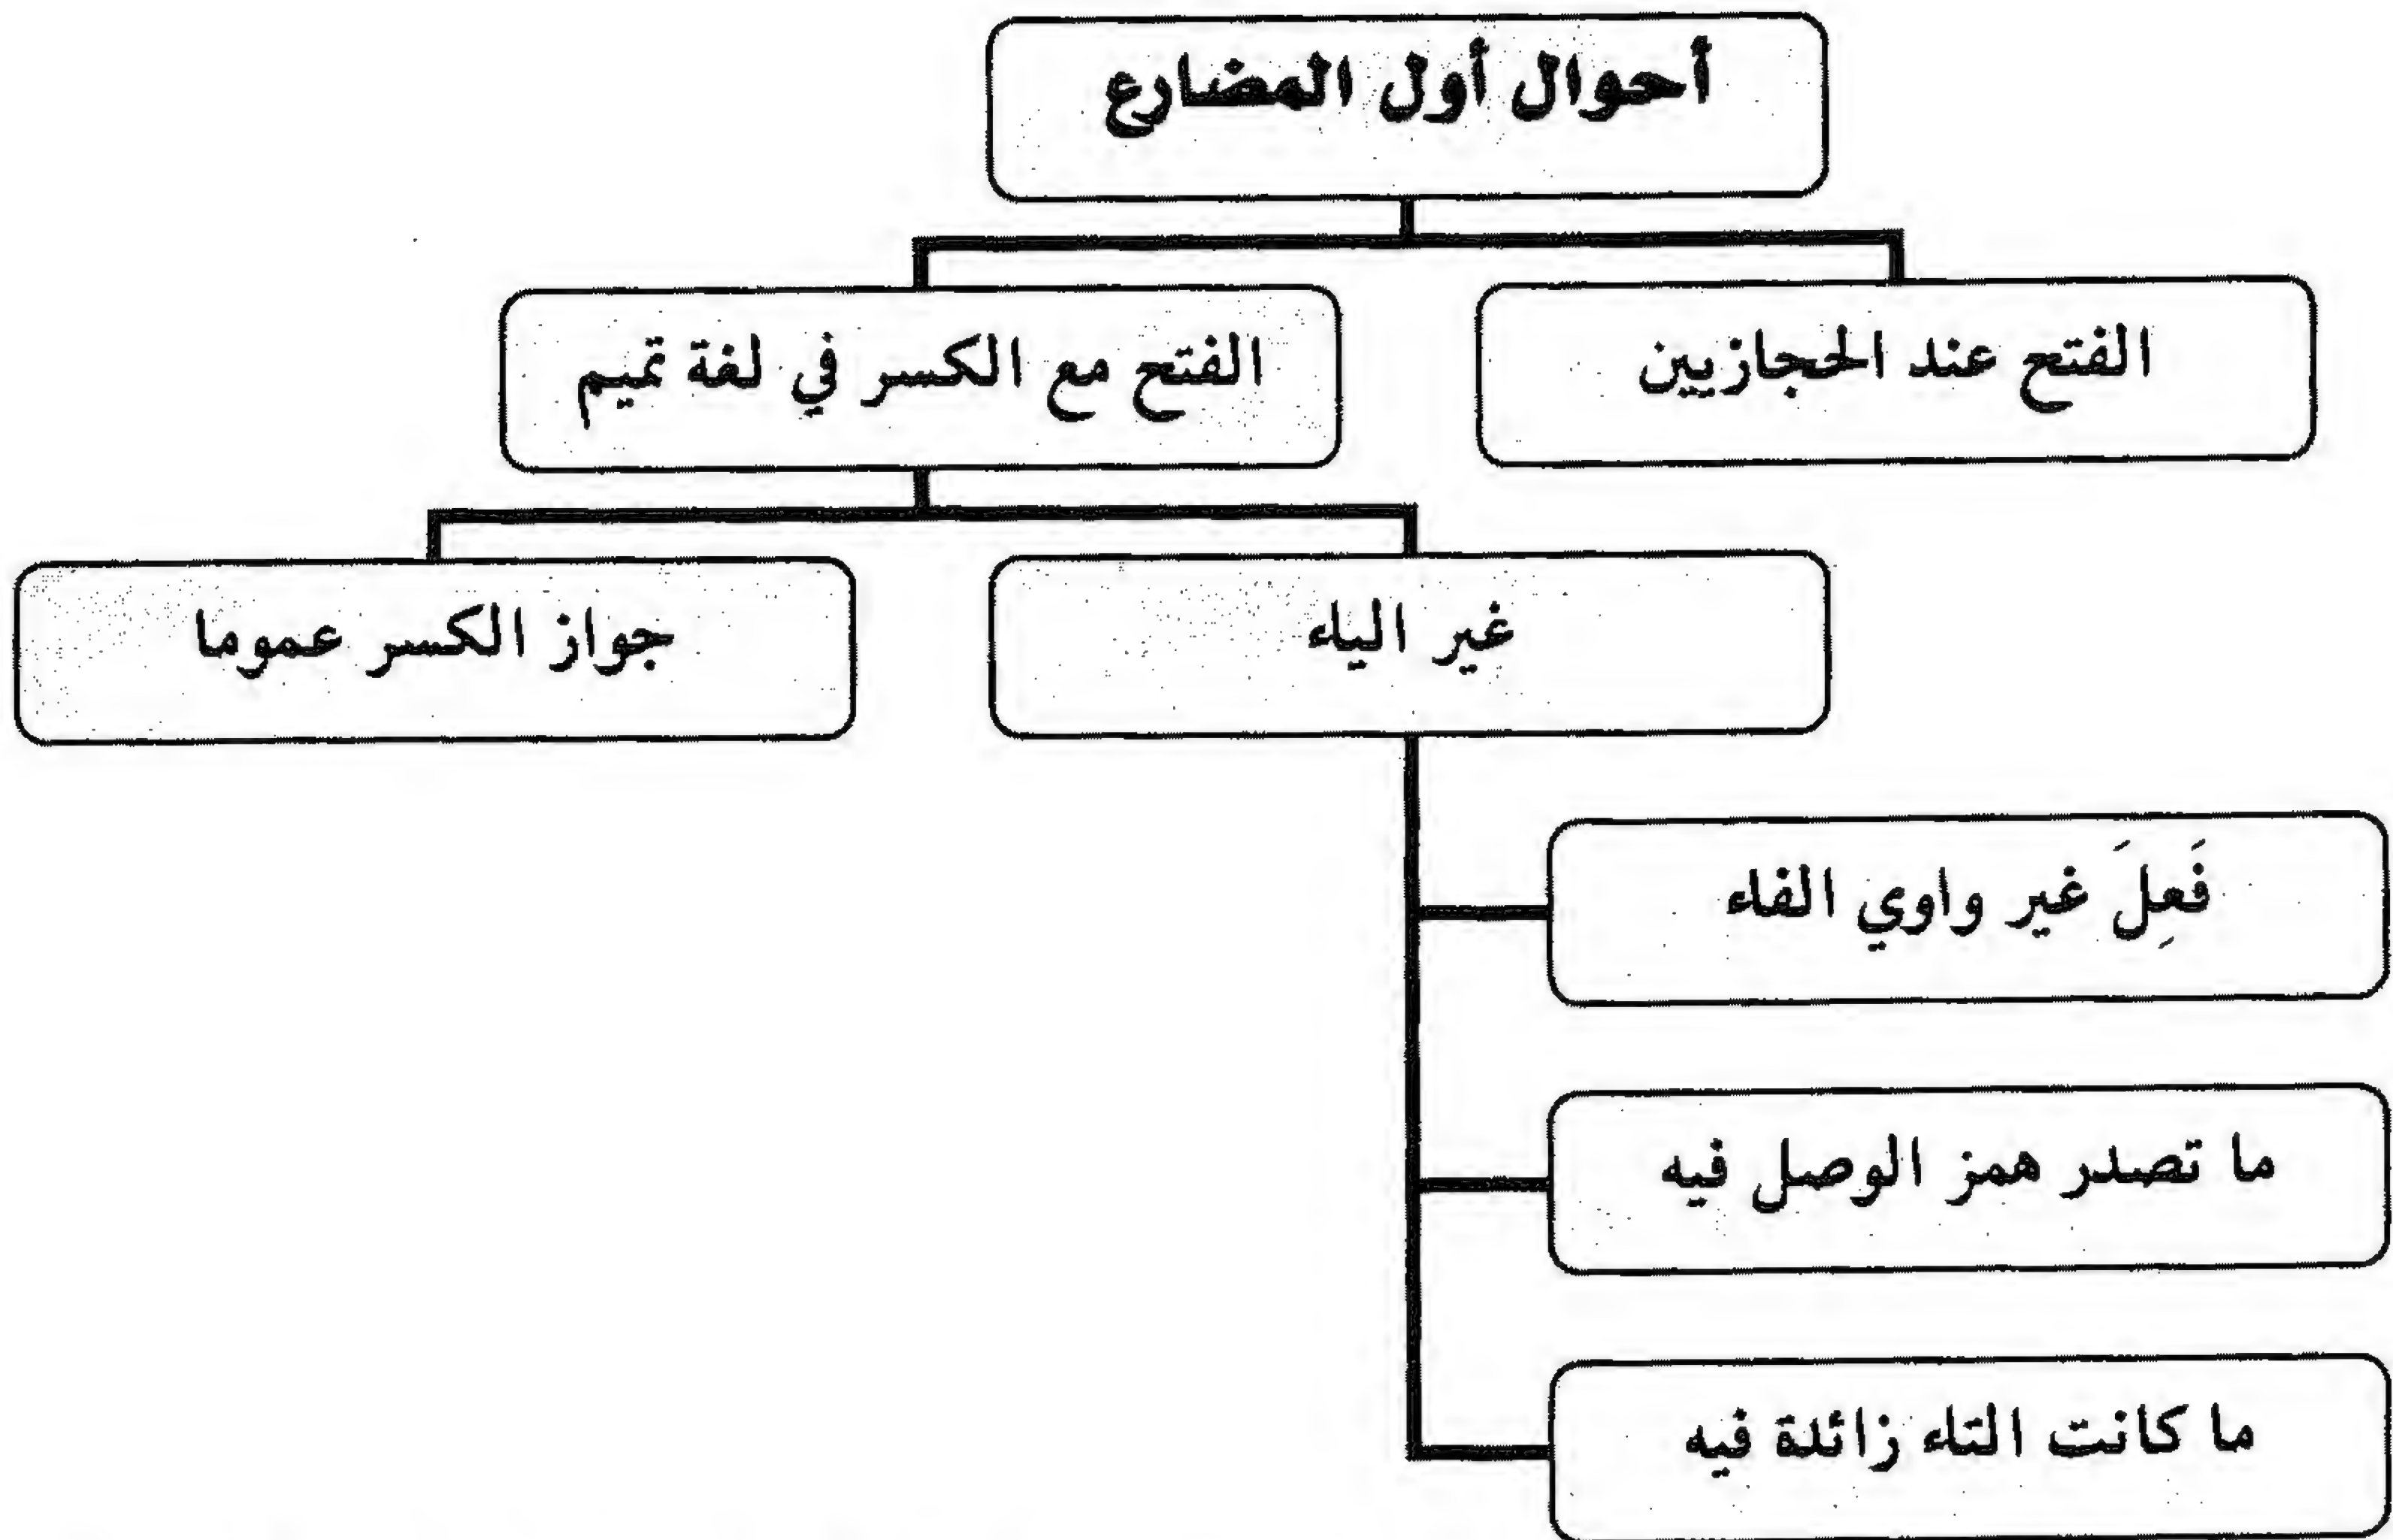 أحوال أول المضارع
الفتح عند الحجازيين
الفتح مع الكسر في لغة تميم
غير الياء
جواز الكسر عموما
فَعِلَ غير واوي الفاء
ما تصدر همز الوصل فيه
ما كانت التاء زائدة فيه